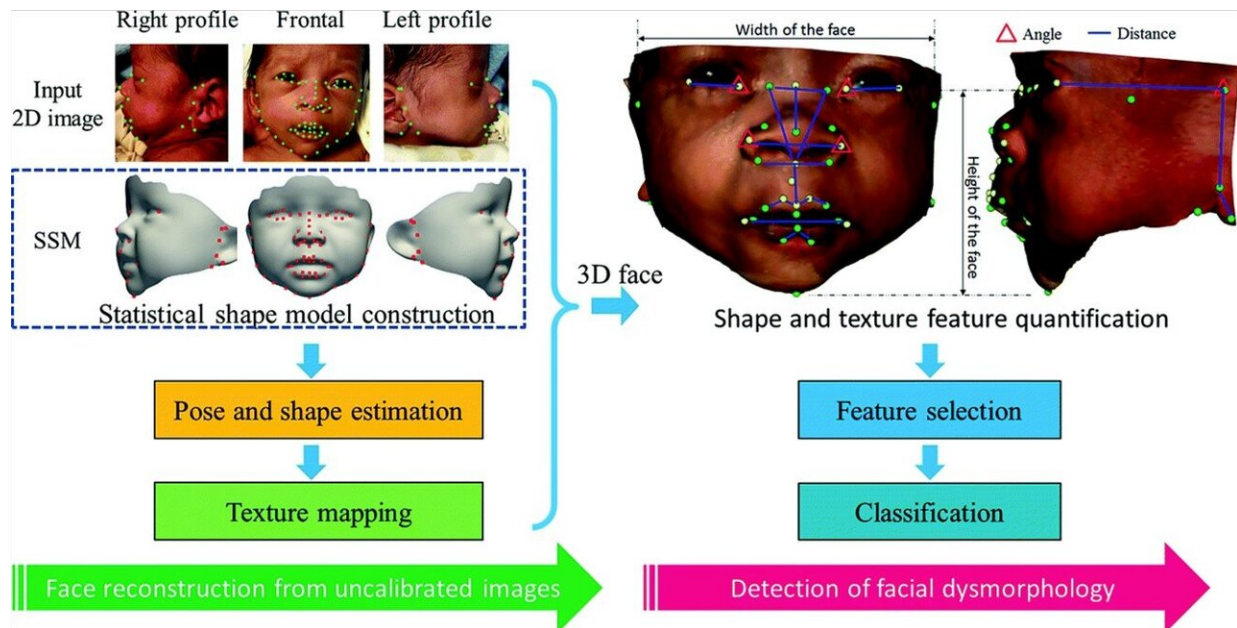 Right profile
Frontal
Left profile
Input
2D image
SSM
Statistical shape model construction
Pose and shape estimation
Texture mapping
Face reconstruction from uncalibrated images
3D face
Width of the face
Angle
Distance
Height of the face
Shape and texture feature quantification
Feature selection
Classification
Detection of facial dysmorphology